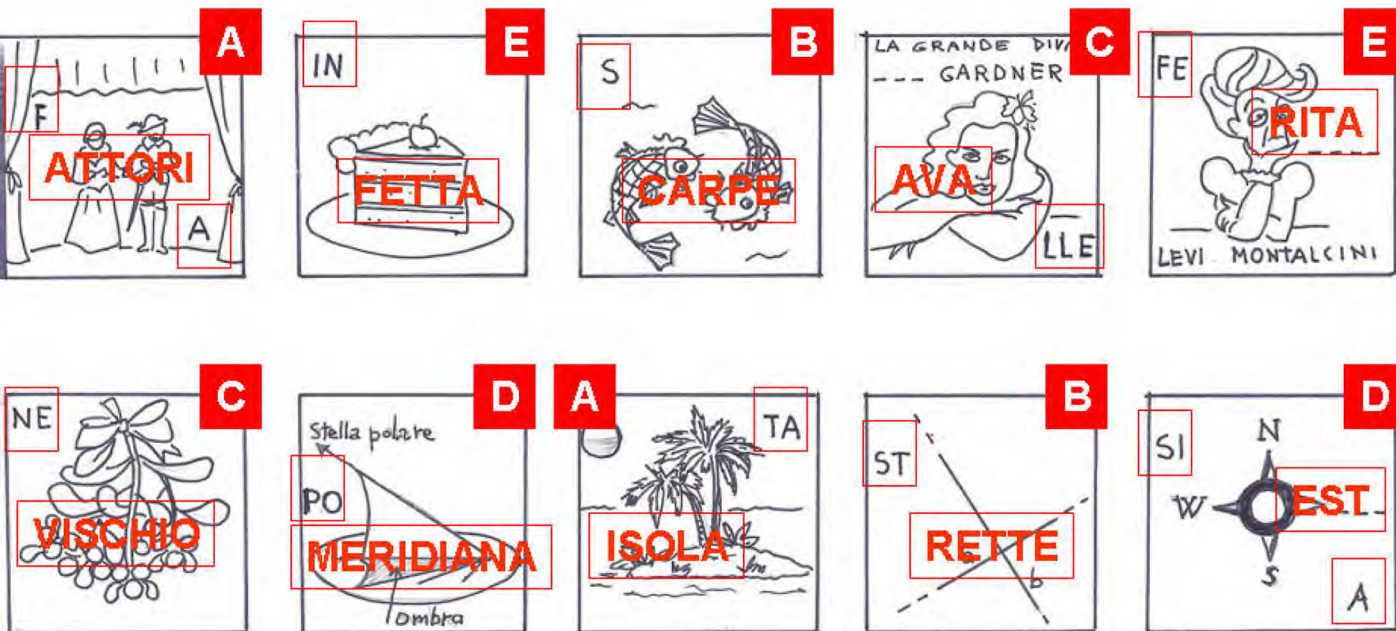 A
F
ATTORI
A
E
IN
FETTA
B
S
CARPE
C
LA GRANDE
--- GARDNER
AVA
LLE
E
FE
RITA
LEVI MONTALCINI
C
NE
VISCHIO
D
Stella polare
PO
MERIDIANA
ombra
A
TA
ISOLA
B
ST
RETTE
a
b
D
SI
N
W
EST
S
A